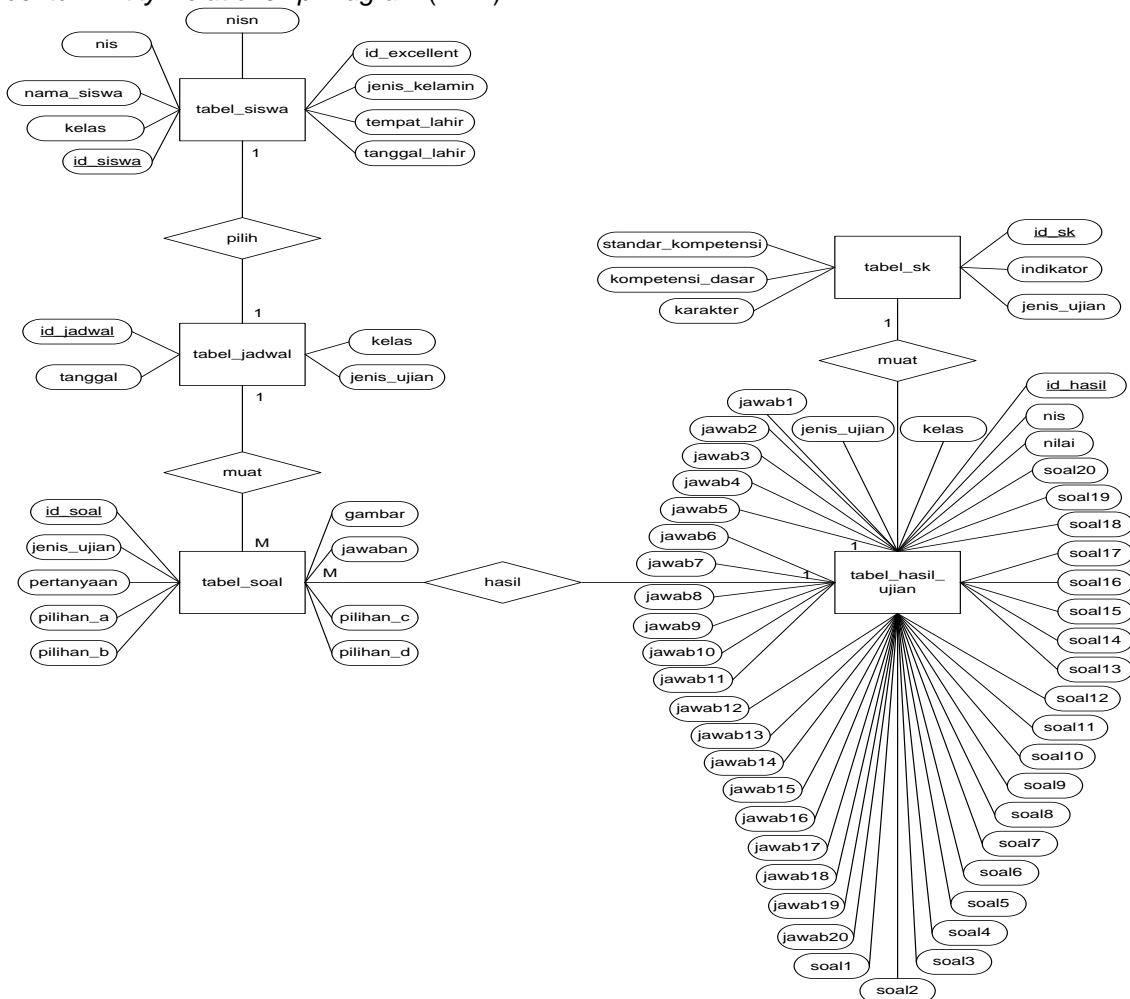 nisn
nis
id_excellent
nama_siswa
tabel_siswa
jenis_kelamin
kelas
tempat_lahir
id_siswa
tanggal_lahir
1
pilih
1
id_jadwal
tabel_jadwal
kelas
tanggal
jenis_ujian
1
muat
id_soal
gambar
jenis_ujian
M
jawaban
pertanyaan
tabel_soal
M
hasil
1
pilihan_a
pilihan_c
pilihan_b
pilihan_d
standar_kompetensi
tabel_sk
id_sk
kompetensi_dasar
indikator
karakter
jenis_ujian
1
muat
jawab1
jenis_ujian
kelas
id_hasil
jawab2
nis
jawab3
nilai
jawab4
soal20
jawab5
soal19
jawab6
soal18
1
jawab7
soal17
tabel_hasil_
ujian
jawab8
soal16
jawab9
soal15
jawab10
soal14
jawab11
soal13
jawab12
soal12
jawab13
soal11
jawab14
soal10
jawab15
soal9
jawab16
soal8
jawab17
soal7
jawab18
soal6
jawab19
soal5
jawab20
soal4
soal1
soal3
soal2